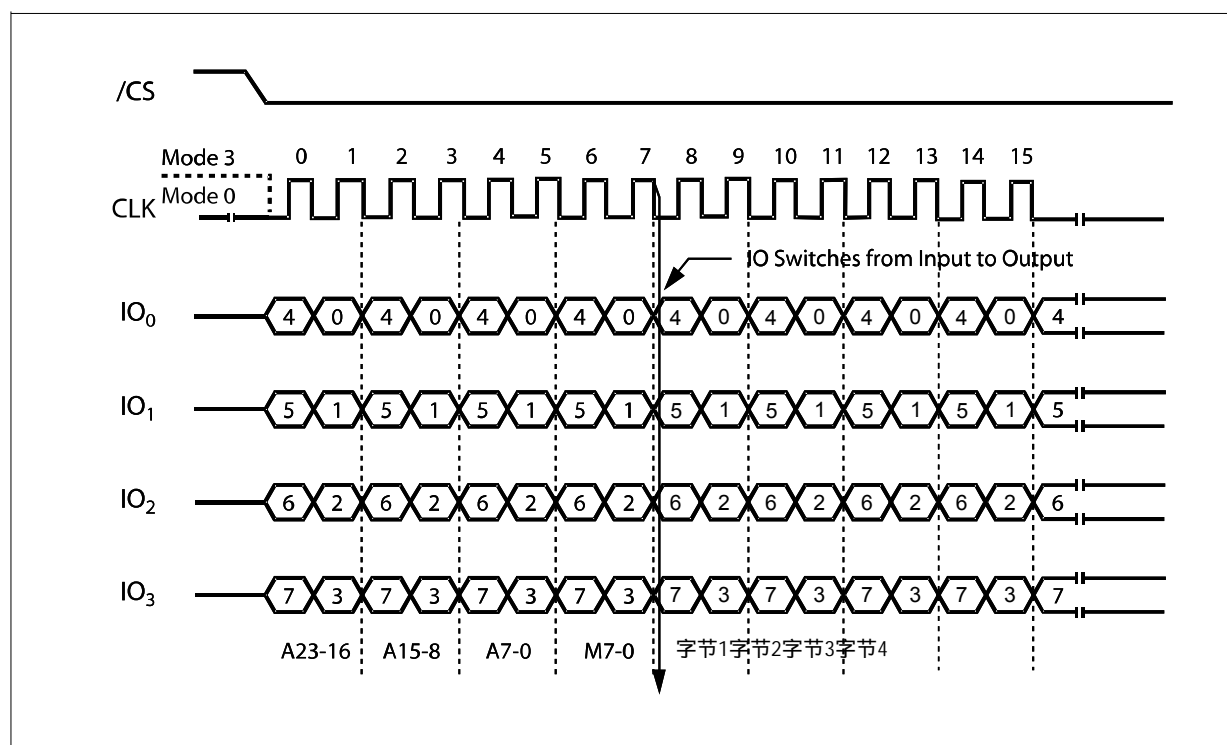 /CS
Mode 3
0 1 2 3 4 5 6 7 8 9 10 11 12 13 14 15
Mode 0
CLK
IO Switches from Input to Output
IO0 4 0 4 0 4 0 4 0 4 0 4 0 4 0 4 0 4
IO1 5 1 5 1 5 1 5 1 5 1 5 1 5 1 5 1 5
IO2 6 2 6 2 6 2 6 2 6 2 6 2 6 2 6 2 6
IO3 7 3 7 3 7 3 7 3 7 3 7 3 7 3 7 3 7
A23-16 A15-8 A7-0 M7-0 字节1字节2字节3字节4